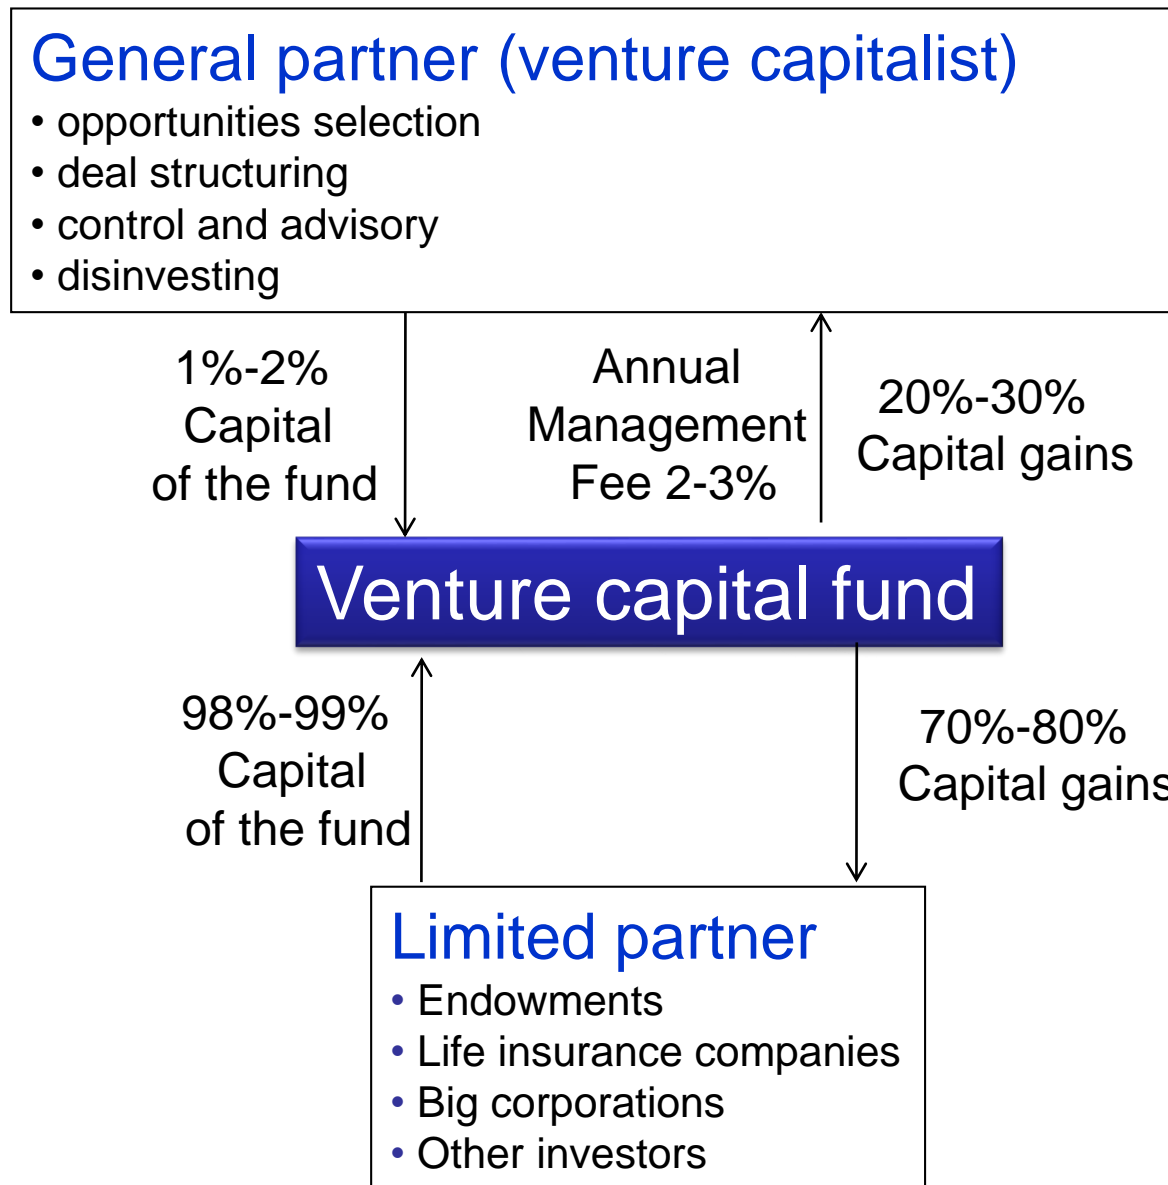 General partner (venture capitalist)
• opportunities selection
• deal structuring
• control and advisory
• disinvesting
1%-2%
Capital
of the fund
Annual
Management
Fee 2-3%
20%-30%
Capital gains
Venture capital fund
98%-99%
Capital
of the fund
70%-80%
Capital gains
Limited partner
• Endowments
• Life insurance companies
• Big corporations
• Other investors